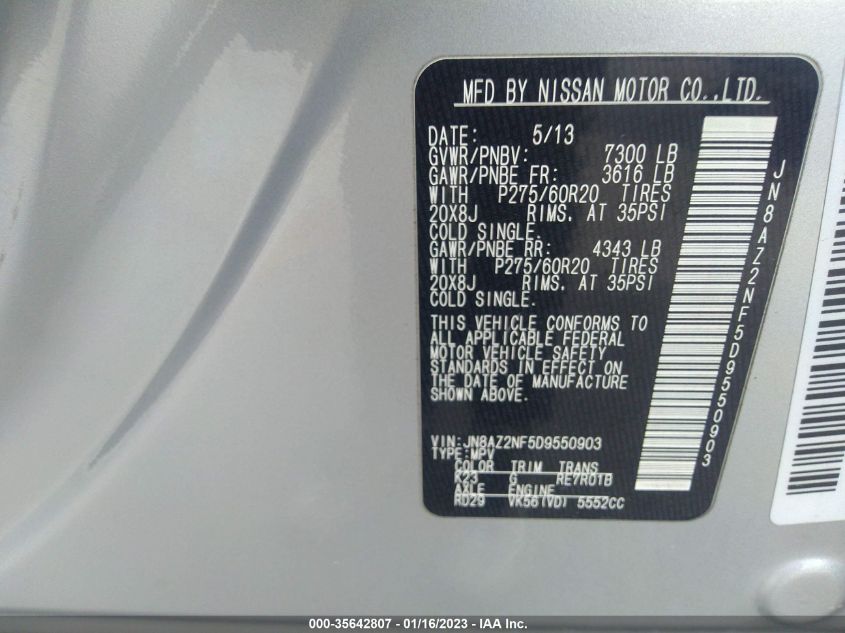 MFD BY NISSAN MOTOR CO.,LTD.
DATE: 5/13
GVWR/PNBV: 7300 LB
GAWR/PNBE FR: 3616 LB
WITH P275/60R20 TIRES
20X8J RIMS. AT 35PSI
COLD SINGLE.
GAWR/PNBE RR: 4343 LB
WITH P275/60R20 TIRES
20X8J RIMS. AT 35PSI
COLD SINGLE.
THIS VEHICLE CONFORMS TO
ALL APPLICABLE FEDERAL
MOTOR VEHICLE SAFETY
STANDARDS IN EFFECT ON
THE DATE OF MANUFACTURE
SHOWN ABOVE.
VIN:JN8AZ2NF5D9550903
TYPE:MPV
COLOR TRIM TRANS
K23 G RE7R01B
AXLE ENGINE
RD29 VK56(VD) 5552CC
JN8AZ2NF5D9550903
000-35642807 - 01/16/2023 - IAA Inc.